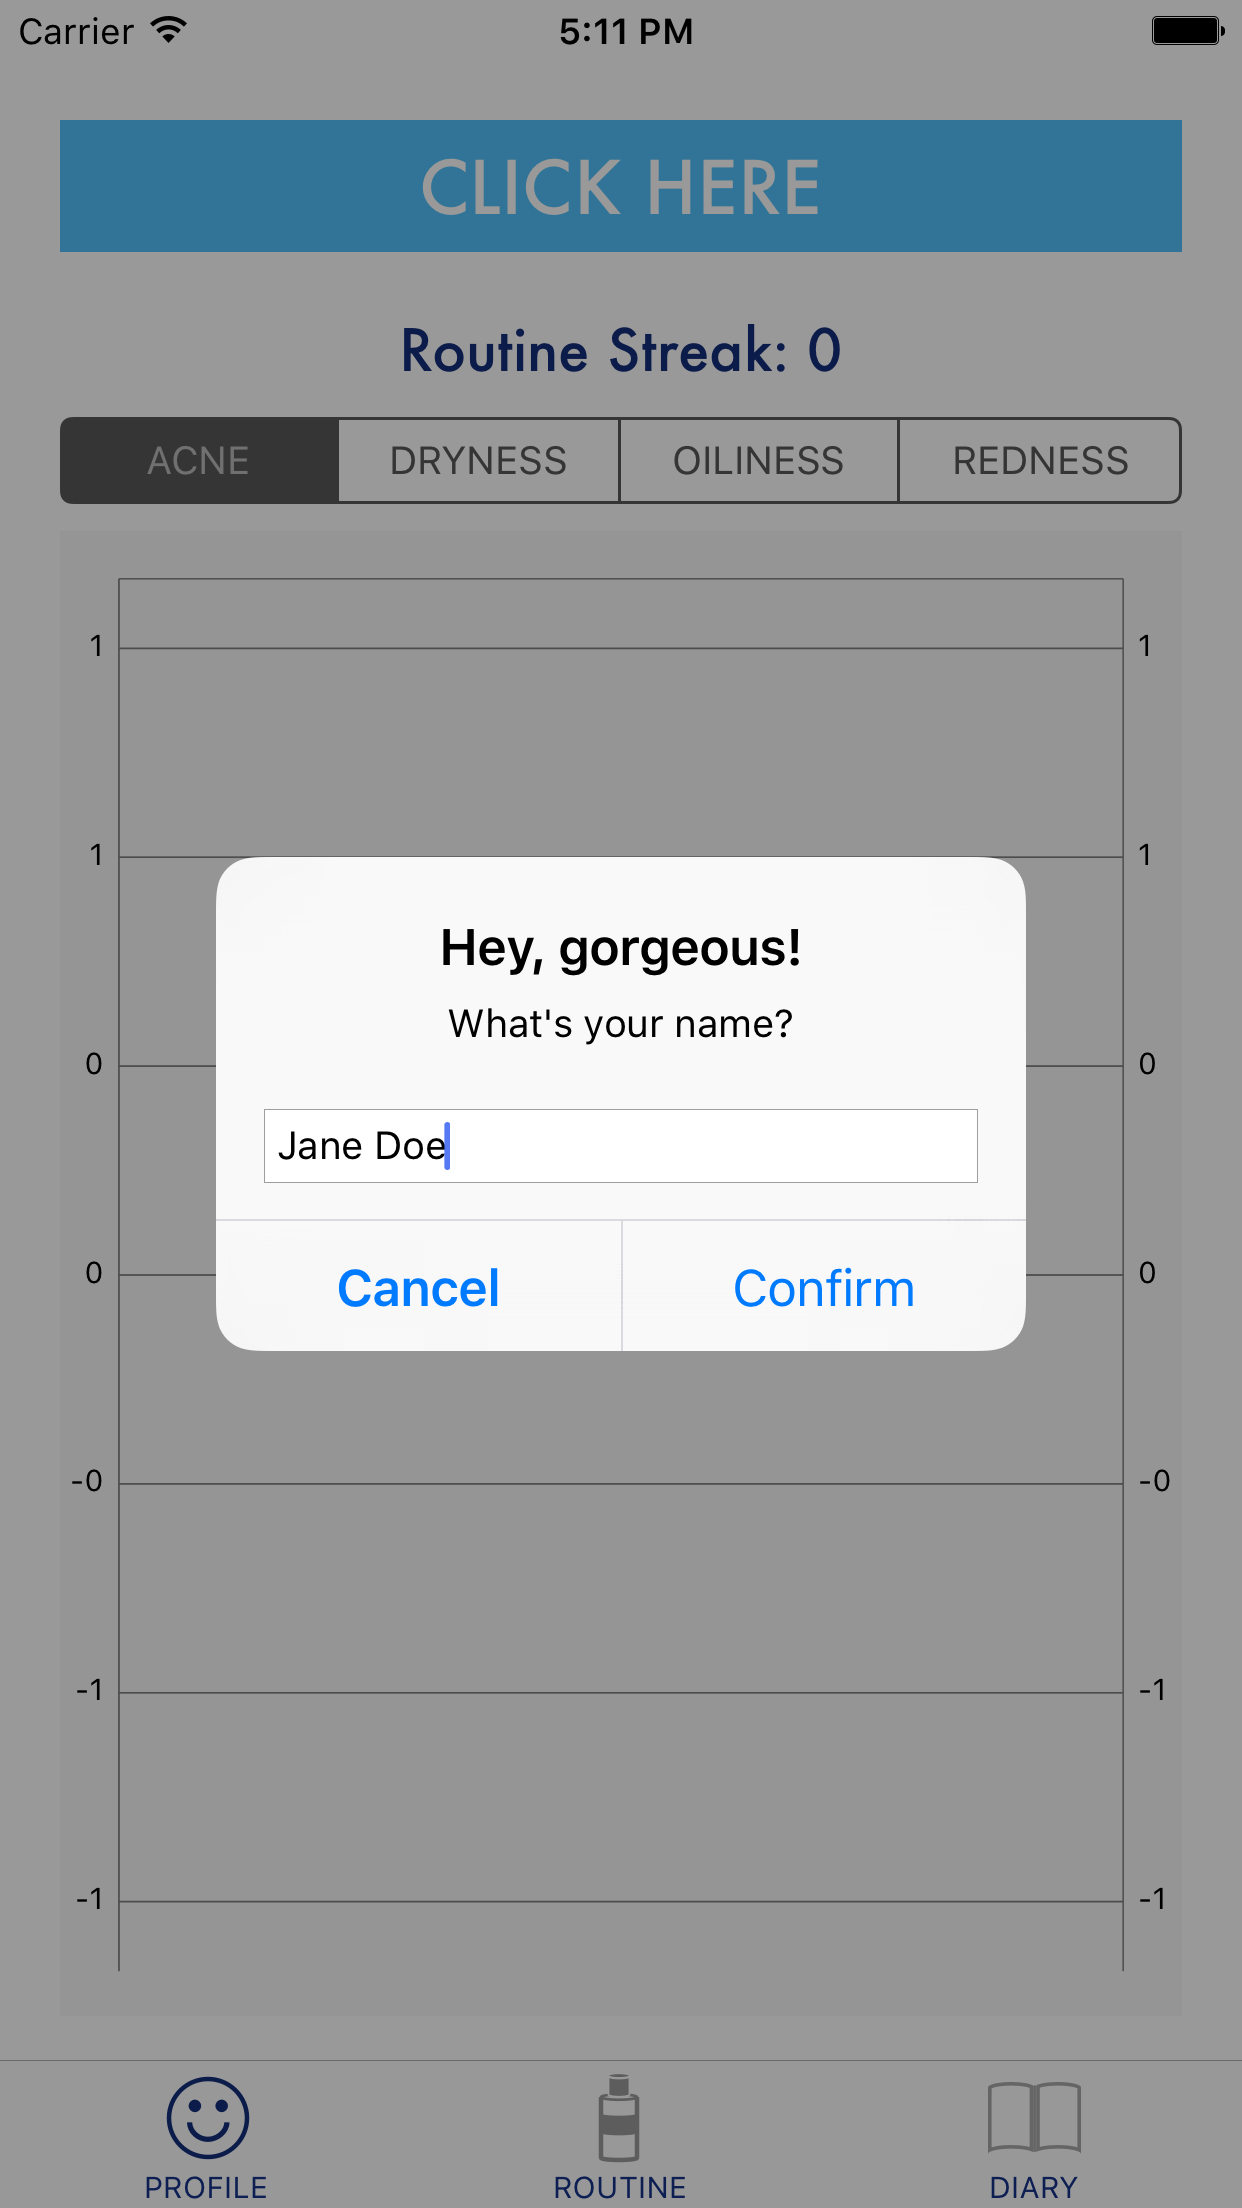 Carrier 5:11 PM
CLICK HERE
Routine Streak: 0
ACNE DRYNESS OILINESS REDNESS
1 1
1 1
Hey, gorgeous!
What's your name?
0 0
Jane Doe
0 0
Cancel Confirm
-0 -0
-1 -1
-1 -1
PROFILE ROUTINE DIARY